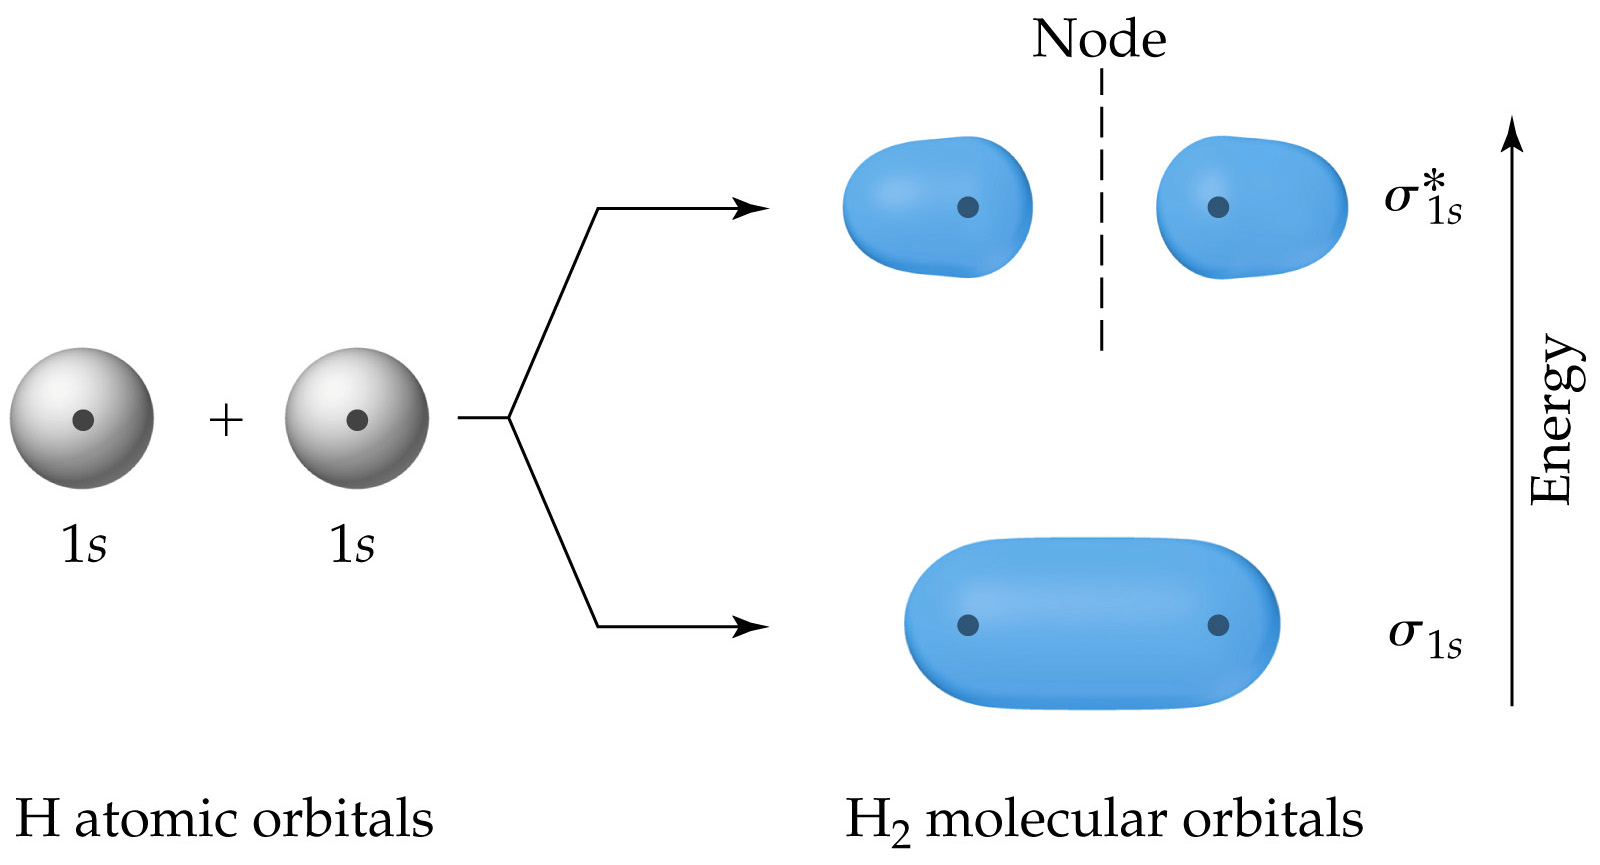 Node
σ*1s
1s + 1s
Energy
σ1s
H atomic orbitals
H2 molecular orbitals